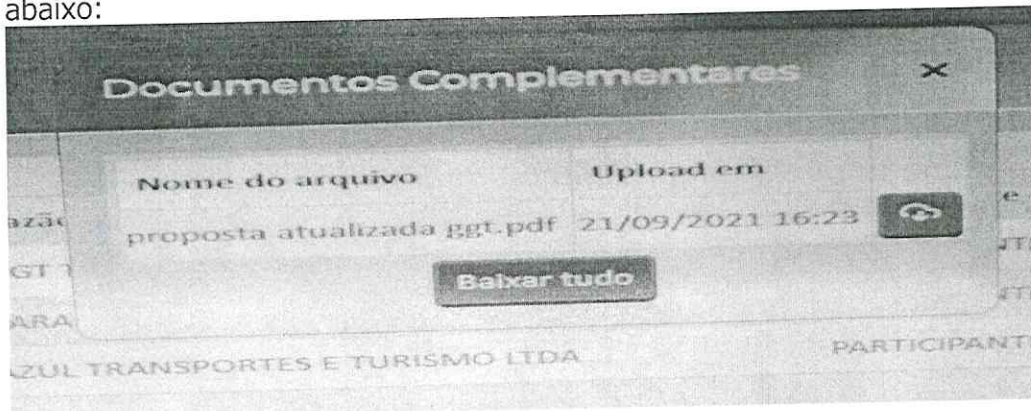 abaixo:
Documentos Complementares ×
Nome do arquivo Upload em
proposta atualizada ggt.pdf 21/09/2021 16:23
Baixar tudo
AZUL TRANSPORTES E TURISMO LTDA PARTICIPANT